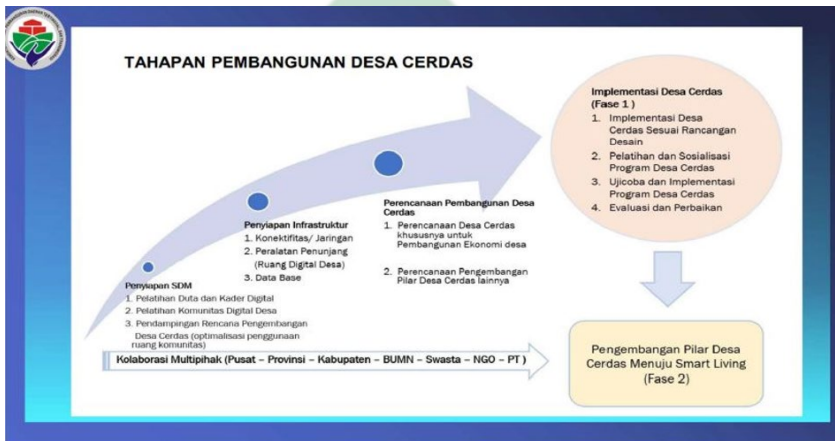 TAHAPAN PEMBANGUNAN DESA CERDAS
Penyiapan SDM
1. Pelatihan Duta dan Kader Digital
2. Pelatihan Komunitas Digital Desa
3. Pendampingan Rencana Pengembangan
Desa Cerdas (optimalisasi penggunaan
ruang komunitas)
Penyiapan Infrastruktur
1. Konektifitas/ Jaringan
2. Peralatan Penunjang
(Ruang Digital Desa)
3. Data Base
Perencanaan Pembangunan Desa
Cerdas
1. Perencanaan Desa Cerdas
khususnya untuk
Pembangunan Ekonomi desa
2. Perencanaan Pengembangan
Pilar Desa Cerdas lainnya
Kolaborasi Multipihak (Pusat – Provinsi – Kabupaten – BUMN – Swasta – NGO – PT )
Implementasi Desa Cerdas
(Fase 1 )
1. Implementasi Desa
Cerdas Sesuai Rancangan
Desain
2. Pelatihan dan Sosialisasi
Program Desa Cerdas
3. Ujicoba dan Implementasi
Program Desa Cerdas
4. Evaluasi dan Perbaikan
Pengembangan Pilar Desa
Cerdas Menuju Smart Living
(Fase 2)